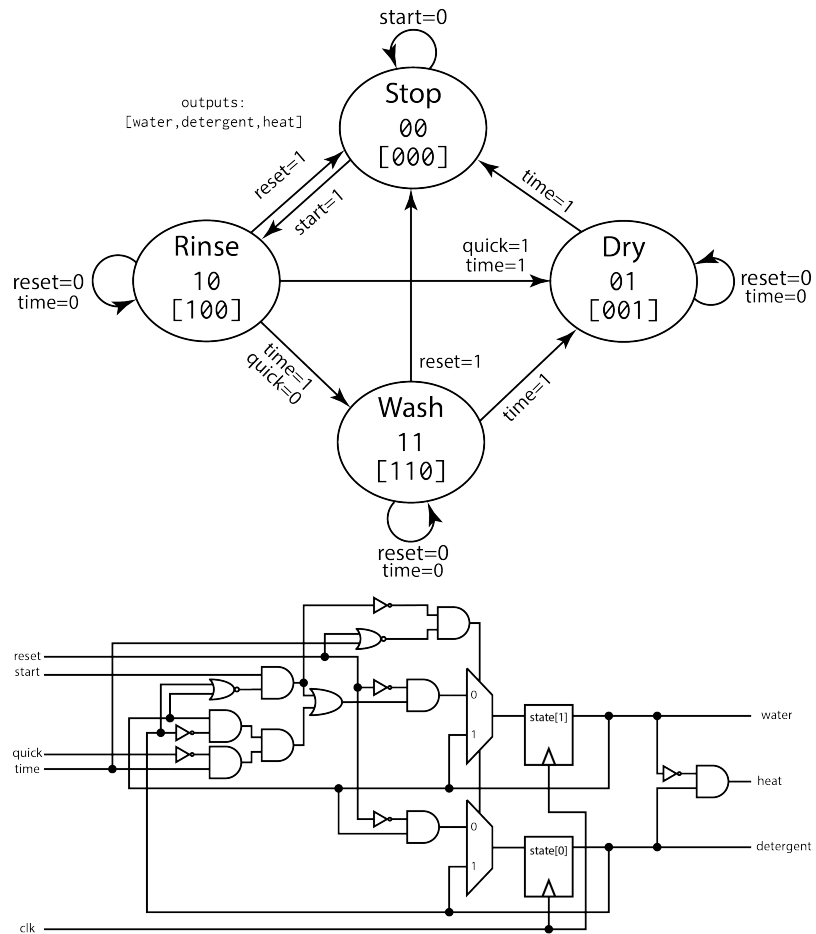 start=0
Stop
00
[000]
outputs:
[water,detergent,heat]
reset=1
start=1
time=1
Rinse
10
[100]
reset=0
time=0
quick=1
time=1
Dry
01
[001]
reset=0
time=0
time=1
quick=0
reset=1
time=1
Wash
11
[110]
reset=0
time=0
reset
start
quick
time
clk
0
1
state[1]
water
heat
0
1
state[0]
detergent